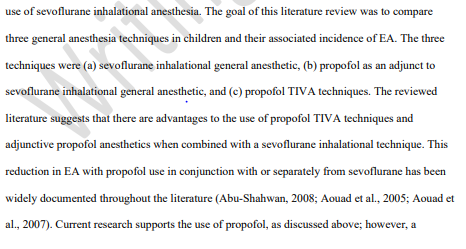 use of sevoflurane inhalational anesthesia. The goal of this literature review was to compare
three general anesthesia techniques in children and their associated incidence of EA. The three
techniques were (a) sevoflurane inhalational general anesthetic, (b) propofol as an adjunct to
sevoflurane inhalational general anesthetic, and (c) propofol TIVA techniques. The reviewed
literature suggests that there are advantages to the use of propofol TIVA techniques and
adjunctive propofol anesthetics when combined with a sevoflurane inhalational technique. This
reduction in EA with propofol use in conjunction with or separately from sevoflurane has been
widely documented throughout the literature (Abu-Shahwan, 2008; Aouad et al., 2005; Aouad et
al., 2007). Current research supports the use of propofol, as discussed above; however, a